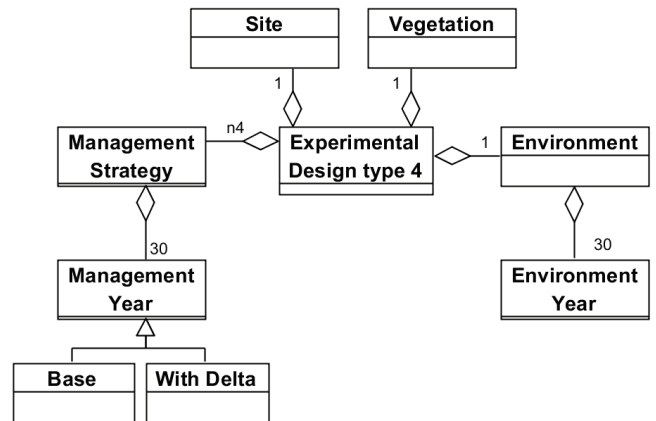 Site
Vegetation
1
1
n4
Management
Strategy
Experimental
Design type 4
1
Environment
30
30
Management
Year
Environment
Year
Base
With Delta